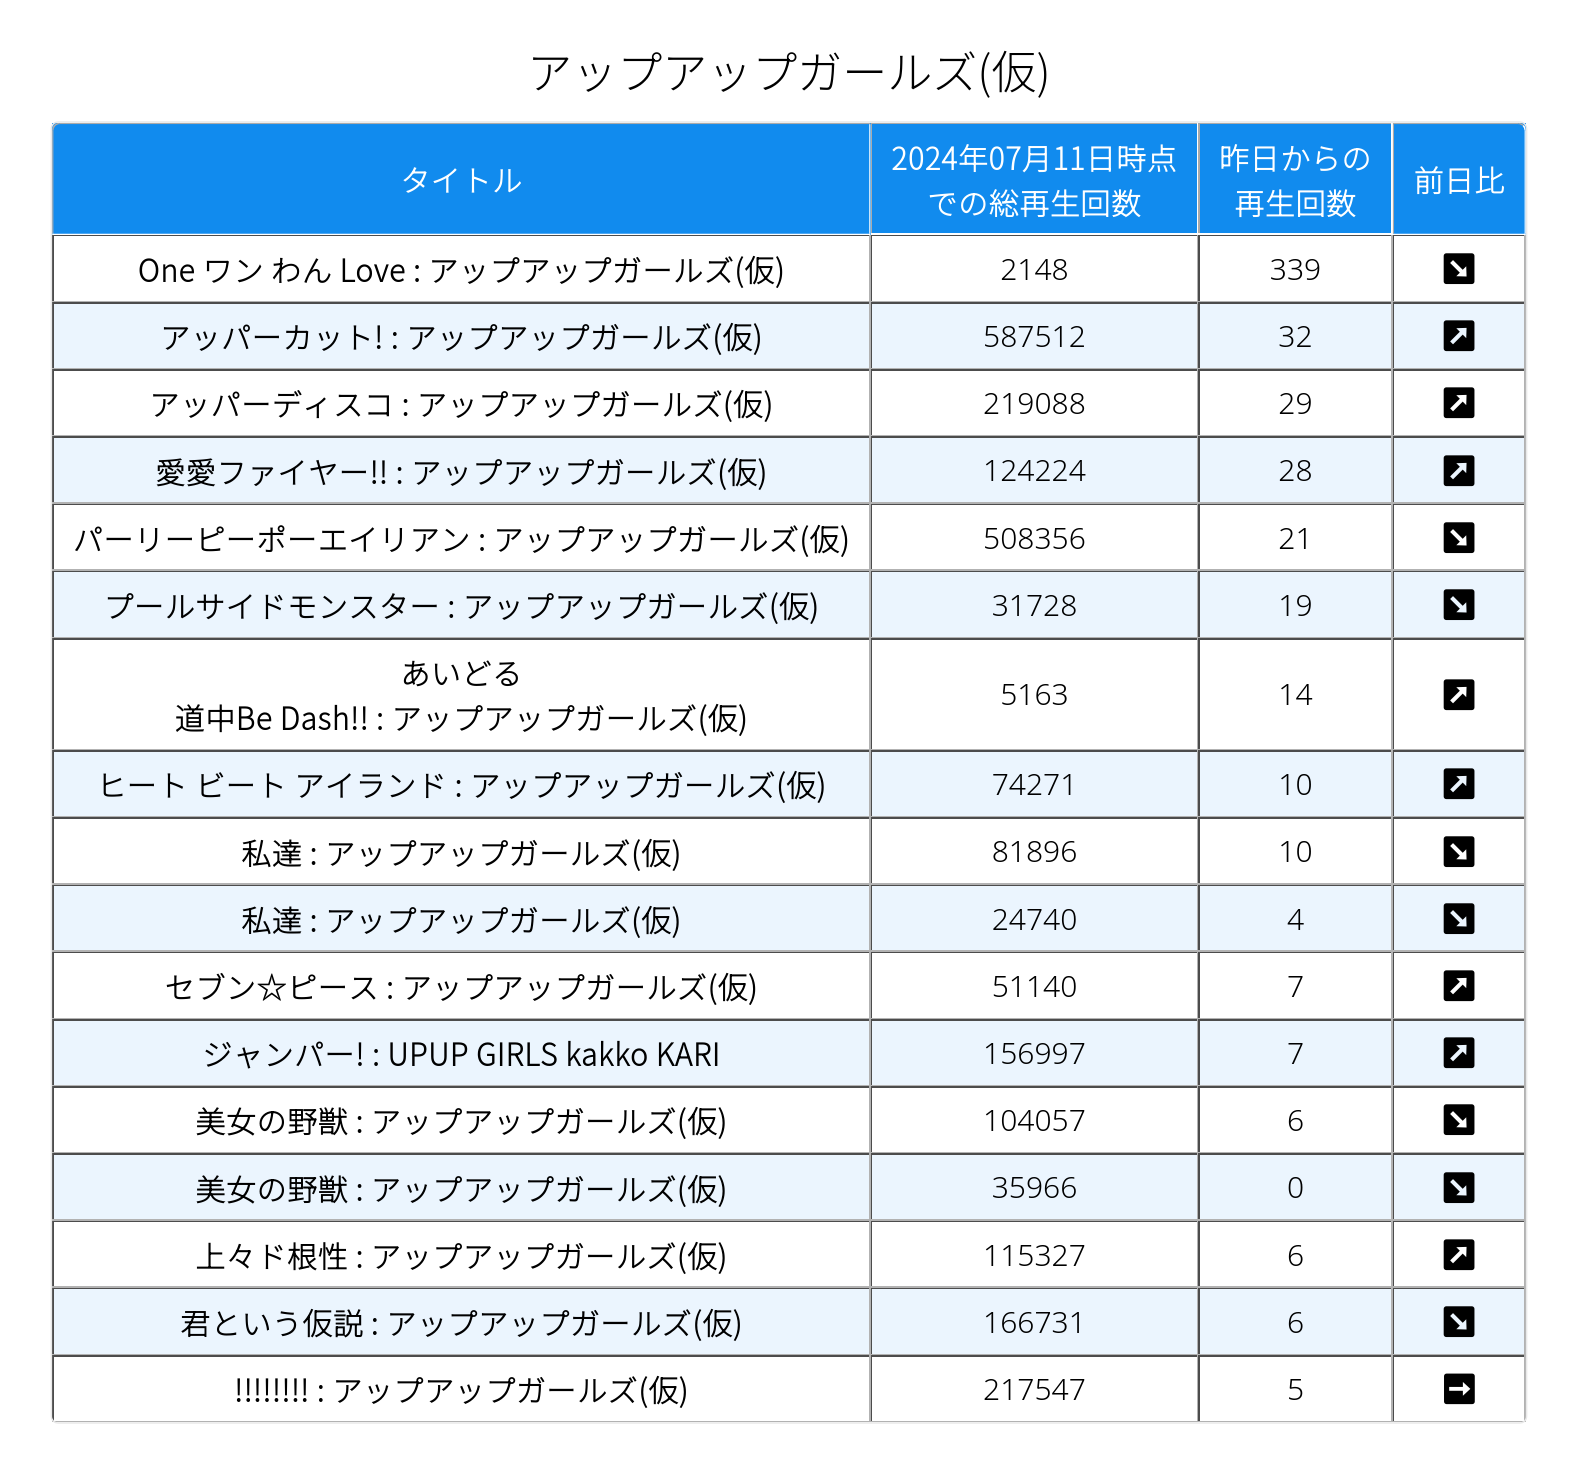 アップアップガールズ(仮)
タイトル
2024年07月11日時点
での総再生回数
昨日からの
再生回数
前日比
One ワン わん Love : アップアップガールズ(仮) 2148 339 ↘
アッパーカット! : アップアップガールズ(仮) 587512 32 ↗
アッパーディスコ : アップアップガールズ(仮) 219088 29 ↗
愛愛ファイヤー!! : アップアップガールズ(仮) 124224 28 ↗
パーリーピーポーエイリアン : アップアップガールズ(仮) 508356 21 ↘
プールサイドモンスター : アップアップガールズ(仮) 31728 19 ↘
あいどる
道中Be Dash!! : アップアップガールズ(仮) 5163 14 ↗
ヒート ビート アイランド : アップアップガールズ(仮) 74271 10 ↗
私達 : アップアップガールズ(仮) 81896 10 ↘
私達 : アップアップガールズ(仮) 24740 4 ↘
セブン☆ピース : アップアップガールズ(仮) 51140 7 ↗
ジャンパー! : UPUP GIRLS kakko KARI 156997 7 ↗
美女の野獣 : アップアップガールズ(仮) 104057 6 ↘
美女の野獣 : アップアップガールズ(仮) 35966 0 ↘
上々ド根性 : アップアップガールズ(仮) 115327 6 ↗
君という仮説 : アップアップガールズ(仮) 166731 6 ↘
!!!!!!!! : アップアップガールズ(仮) 217547 5 →